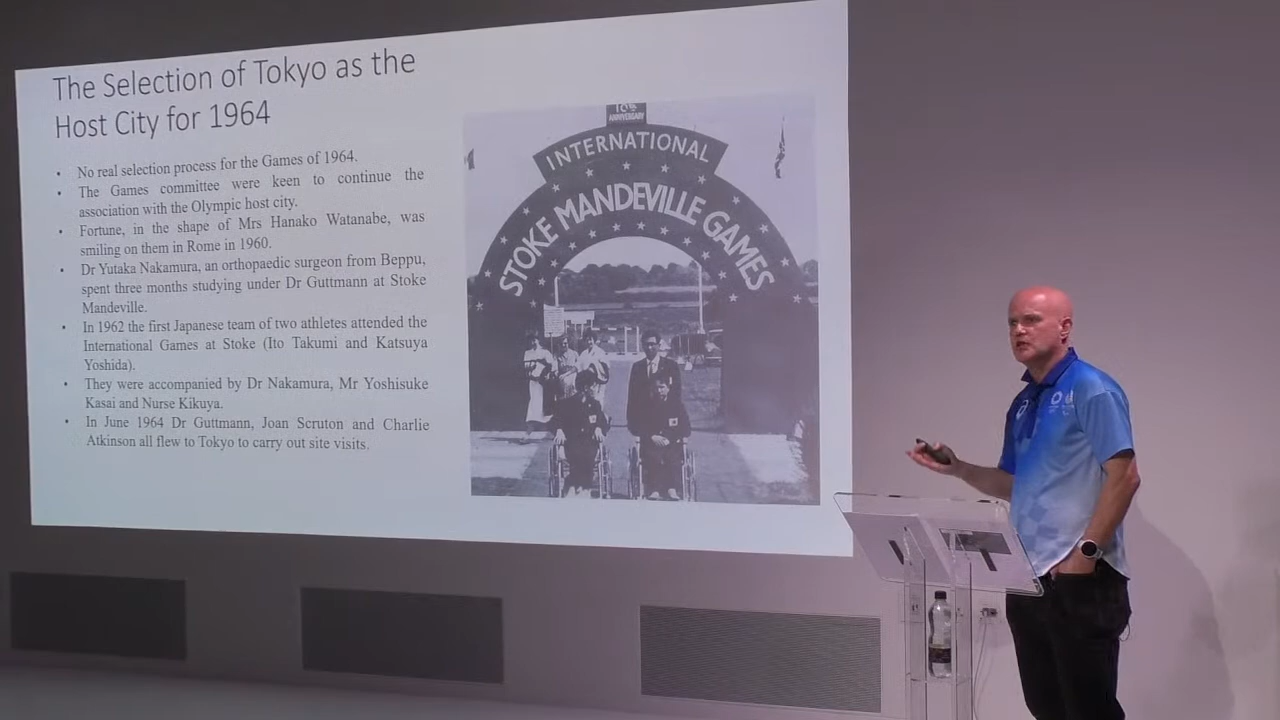 The Selection of Tokyo as the
Host City for 1964
• No real selection process for the Games of 1964.
• The Games committee were keen to continue the
association with the Olympic host city.
• Fortune, in the shape of Mrs Hanako Watanabe, was
smiling on them in Rome in 1960.
• Dr Yutaka Nakamura, an orthopaedic surgeon from Beppu,
spent three months studying under Dr Guttmann at Stoke
Mandeville.
• In 1962 the first Japanese team of two athletes attended the
International Games at Stoke (Ito Takumi and Katsuya
Yoshida).
• They were accompanied by Dr Nakamura, Mr Yoshisuke
Kasai and Nurse Kikuya.
• In June 1964 Dr Guttmann, Joan Scruton and Charlie
Atkinson all flew to Tokyo to carry out site visits.
ANNIVERSARY
INTERNATIONAL
STOKE MANDEVILLE GAMES